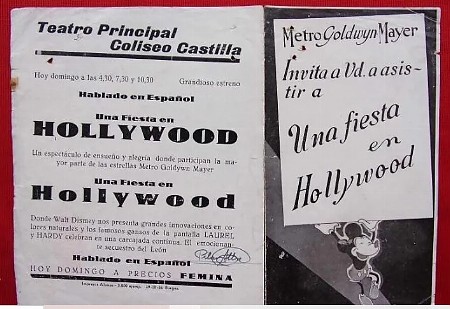 Teatro Principal
Coliseo Castilla
Hoy domingo a las 4,30, 7,30 y 10,30 Grandioso estreno
Hablado en Español
Una Fiesta en
HOLLYWOOD
Un espectáculo de ensueño y alegría donde participan la ma-
yor parte de las estrellas Metro Goldwyn Mayer
Una Fiesta en
Hollywood
Donde Walt Disney nos presenta grandes innovaciones en co-
lores naturales y los famosos gansos de la pantalla LAUREL
y HARDY celebran en una carcajada continua. El emocionan-
te secuestro del León
Hablado en Español
HOY DOMINGO A PRECIOS FEMINA
Metro Goldwyn Mayer
Invita a Vd. a asis-
tir a
Una fiesta
en
Hollywood